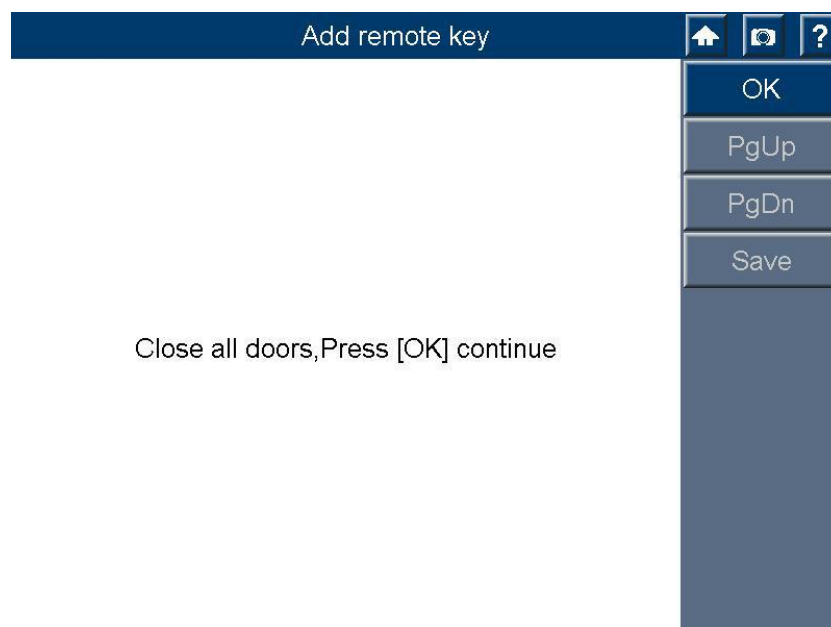 Add remote key
?
OK
PgUp
PgDn
Save
Close all doors,Press [OK] continue